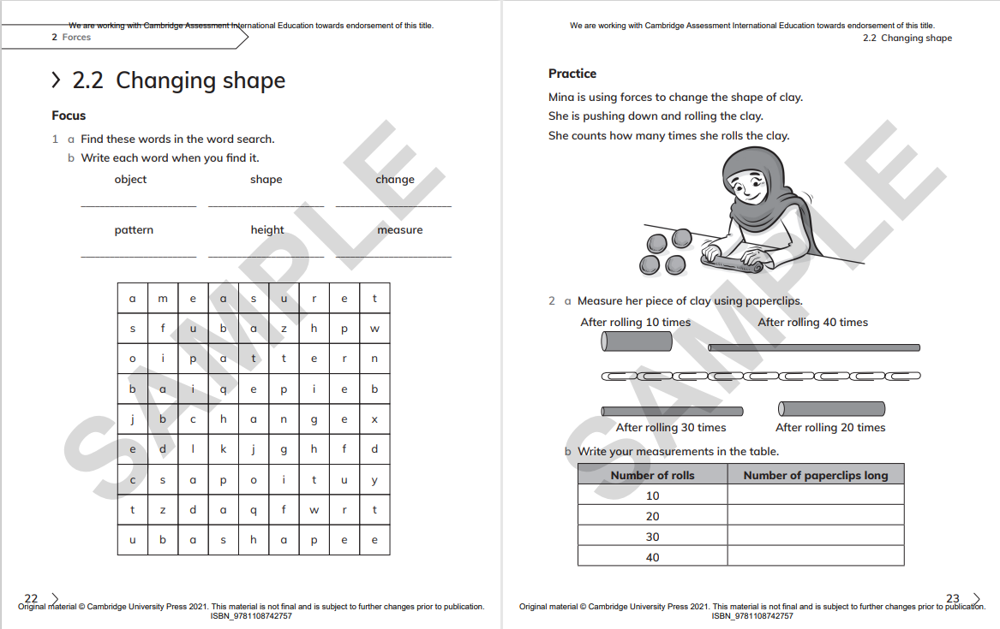 We are working with Cambridge Assessment International Education towards endorsement of this title.
2 Forces
2.2 Changing shape
Focus
1 a Find these words in the word search.
b Write each word when you find it.
object shape change
pattern height measure
a m e a s u r e t
s f u b a z h p w
o i p a t t e r n
b a i q e p i e b
j b c h a n g e x
e d l k j g h f d
c s a p o i t u y
t z d a q f w r t
u b a s h a p e e
SAMPLE
22
Original material © Cambridge University Press 2021. This material is not final and is subject to further changes prior to publication.
ISBN_9781108742757
We are working with Cambridge Assessment International Education towards endorsement of this title.
2.2 Changing shape
Practice
Mina is using forces to change the shape of clay.
She is pushing down and rolling the clay.
She counts how many times she rolls the clay.
2 a Measure her piece of clay using paperclips.
After rolling 10 times After rolling 40 times
After rolling 30 times After rolling 20 times
b Write your measurements in the table.
Number of rolls Number of paperclips long
10
20
30
40
SAMPLE
23
Original material © Cambridge University Press 2021. This material is not final and is subject to further changes prior to publication.
ISBN_9781108742757